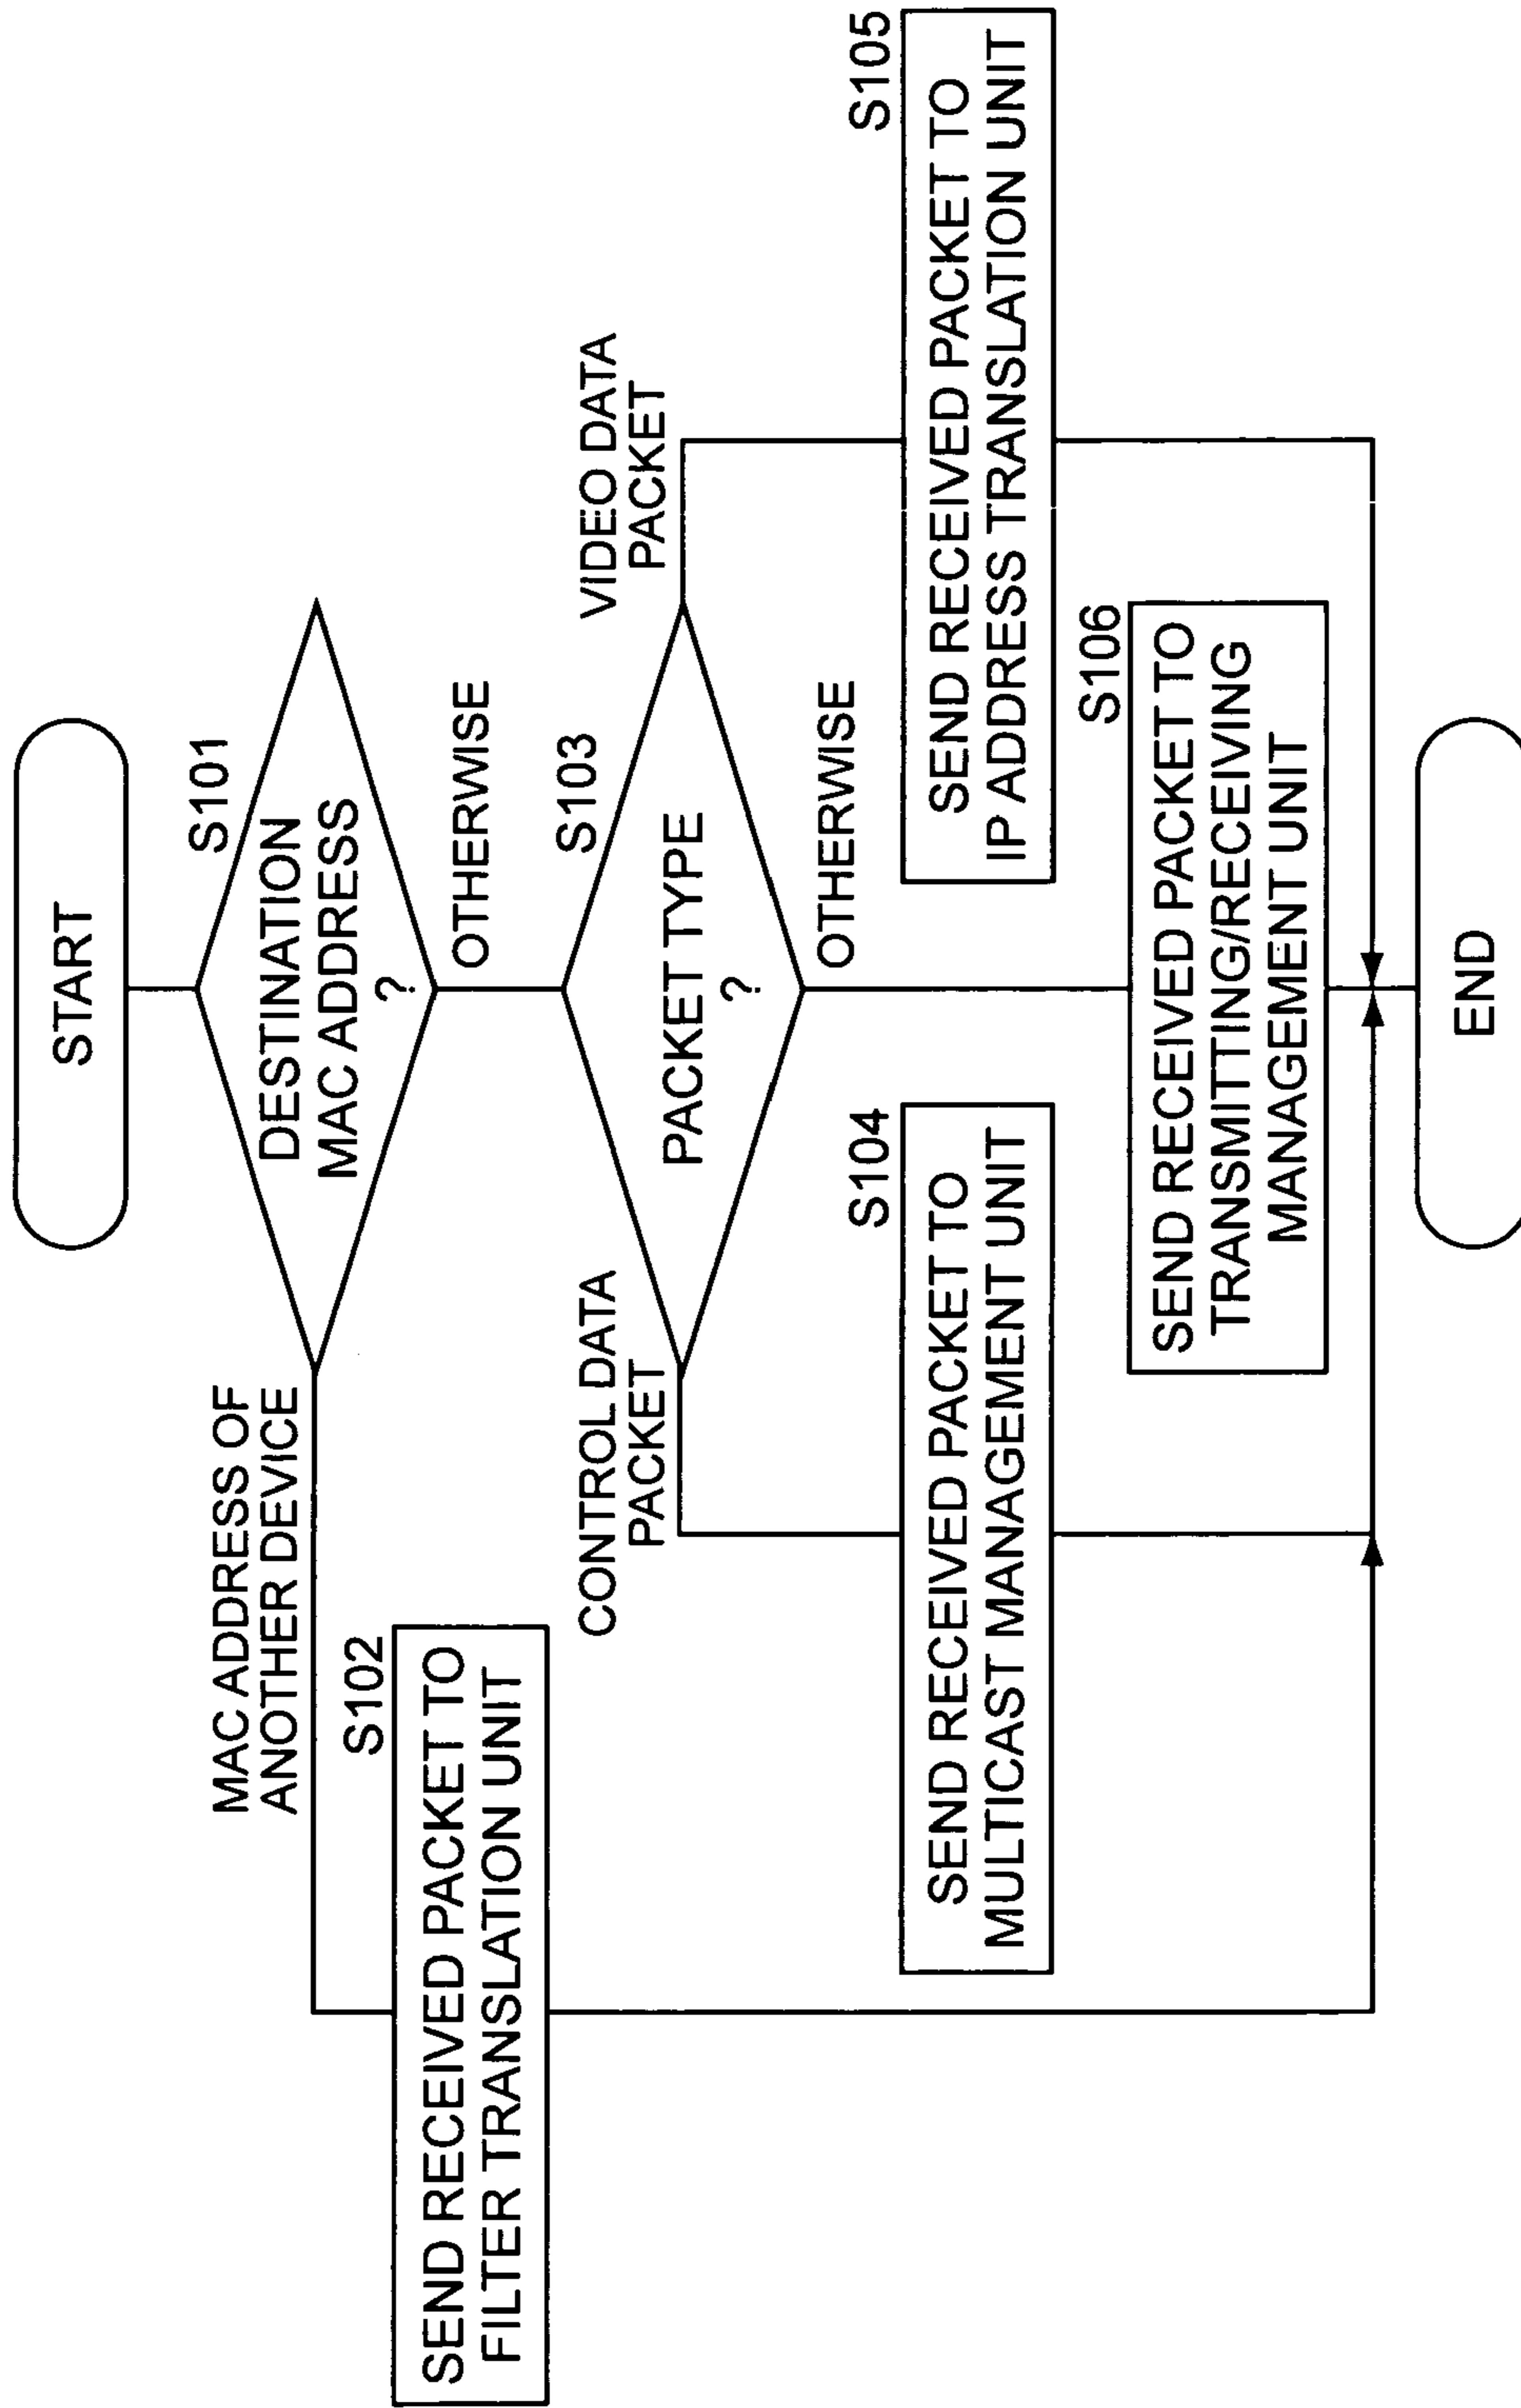 START
S101
DESTINATION
MAC ADDRESS
?
MAC ADDRESS OF
ANOTHER DEVICE
OTHERWISE
S102
SEND RECEIVED PACKET TO
FILTER TRANSLATION UNIT
S103
PACKET TYPE
?
CONTROL DATA
PACKET
VIDEO DATA
PACKET
OTHERWISE
S104
SEND RECEIVED PACKET TO
MULTICAST MANAGEMENT UNIT
S105
SEND RECEIVED PACKET TO
IP ADDRESS TRANSLATION UNIT
S106
SEND RECEIVED PACKET TO
TRANSMITTING/RECEIVING
MANAGEMENT UNIT
END